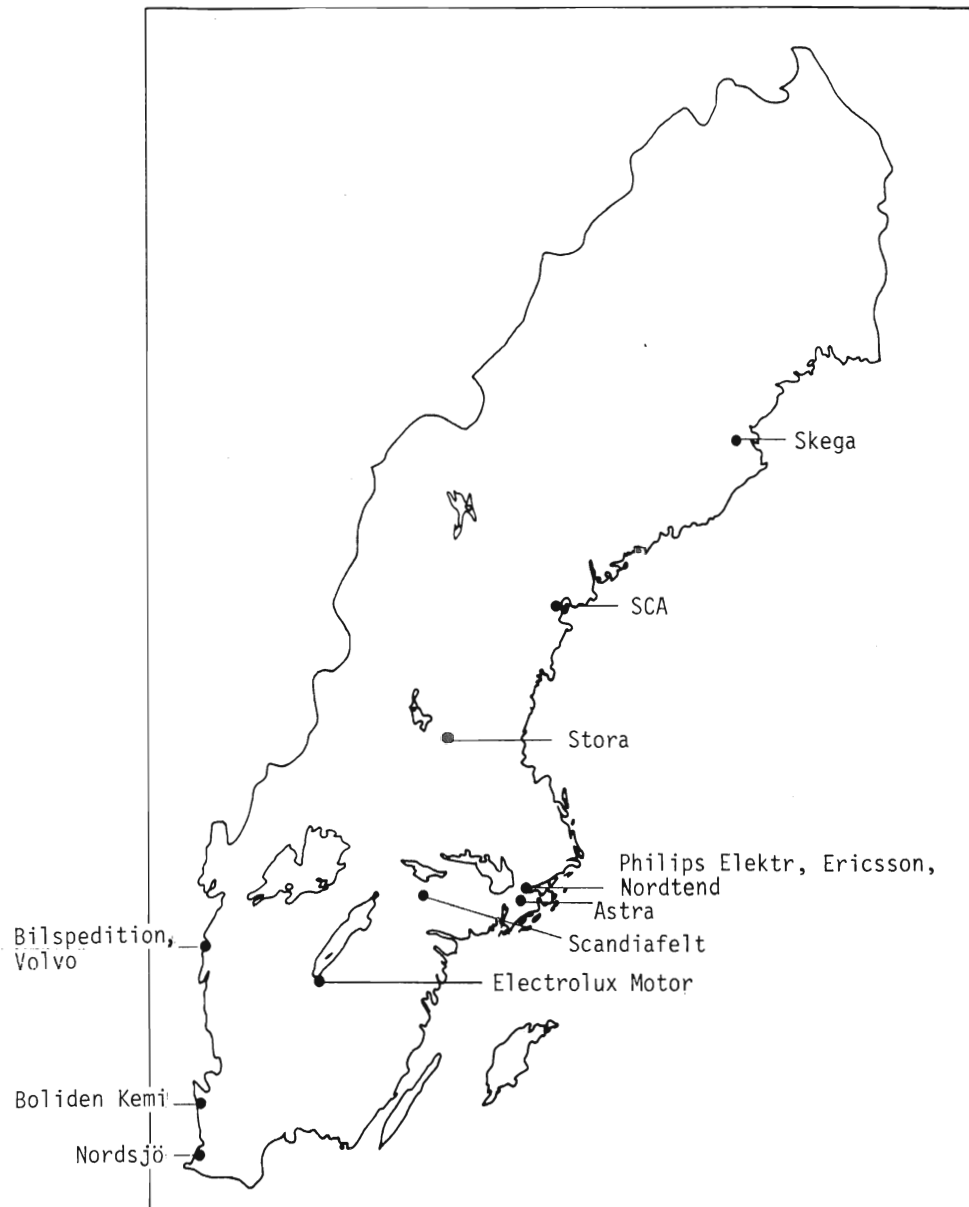 Skega
SCA
Stora
Philips Elektr, Ericsson,
Nordtend
Astra
Scandiafelt
Bilspedition,
Volvo
Electrolux Motor
Boliden Kemi
Nordsjö